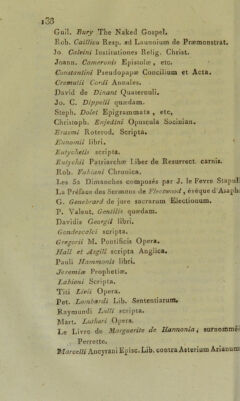 138
Guil. Bury The Naked Gospel.
Rob. Caillieu Resp. ad Launoium de Præmonstrat.
Jo. Calvini Institutiones Relig. Christ.
Joann. Cameronis Epistolæ, etc.
Constantini Pseudopapæ Concilium et Acta.
Cremutii Cordi Annales.
David de Dinant Quaternuli.
Jo. C. Dippelii quædam.
Steph. Dolet Epigrammata, etc,
Christoph. Enjedini Opuscula Socinian.
Erasmi Roterod. Scripta.
Eunomii libri.
Eutychetis scripta.
Eutychii Patriarchæ Liber de Resurrect. carnis.
Rob. Fabiani Chronica.
Les 52 Dimanches composés par J. le Fevre Stapull
La Préface des Sermons de Fleetwood, évèque d'Asaph
G. Genebrard de jure sacrarum Electionum.
P. Valent. Gentilis quædam.
Davidis Georgii libri.
Gondescalci scripta.
Gregorii M. Pontificis Opera.
Hall et Asgill scripta Anglica.
Pauli Hammonis libri.
Jeremiæ Prophetiæ.
Labieni Scripta.
Titi Livii Opera.
Pet. Lombardi Lib. Sententiarum.
Raymundi Lulli scripta.
Mart. Lutheri Opera.
Le Livre de Marguerite de Hannonia, surnommé
Perrette.
Marcelli Ancyrani Episc. Lib. contra Asterium Arianum